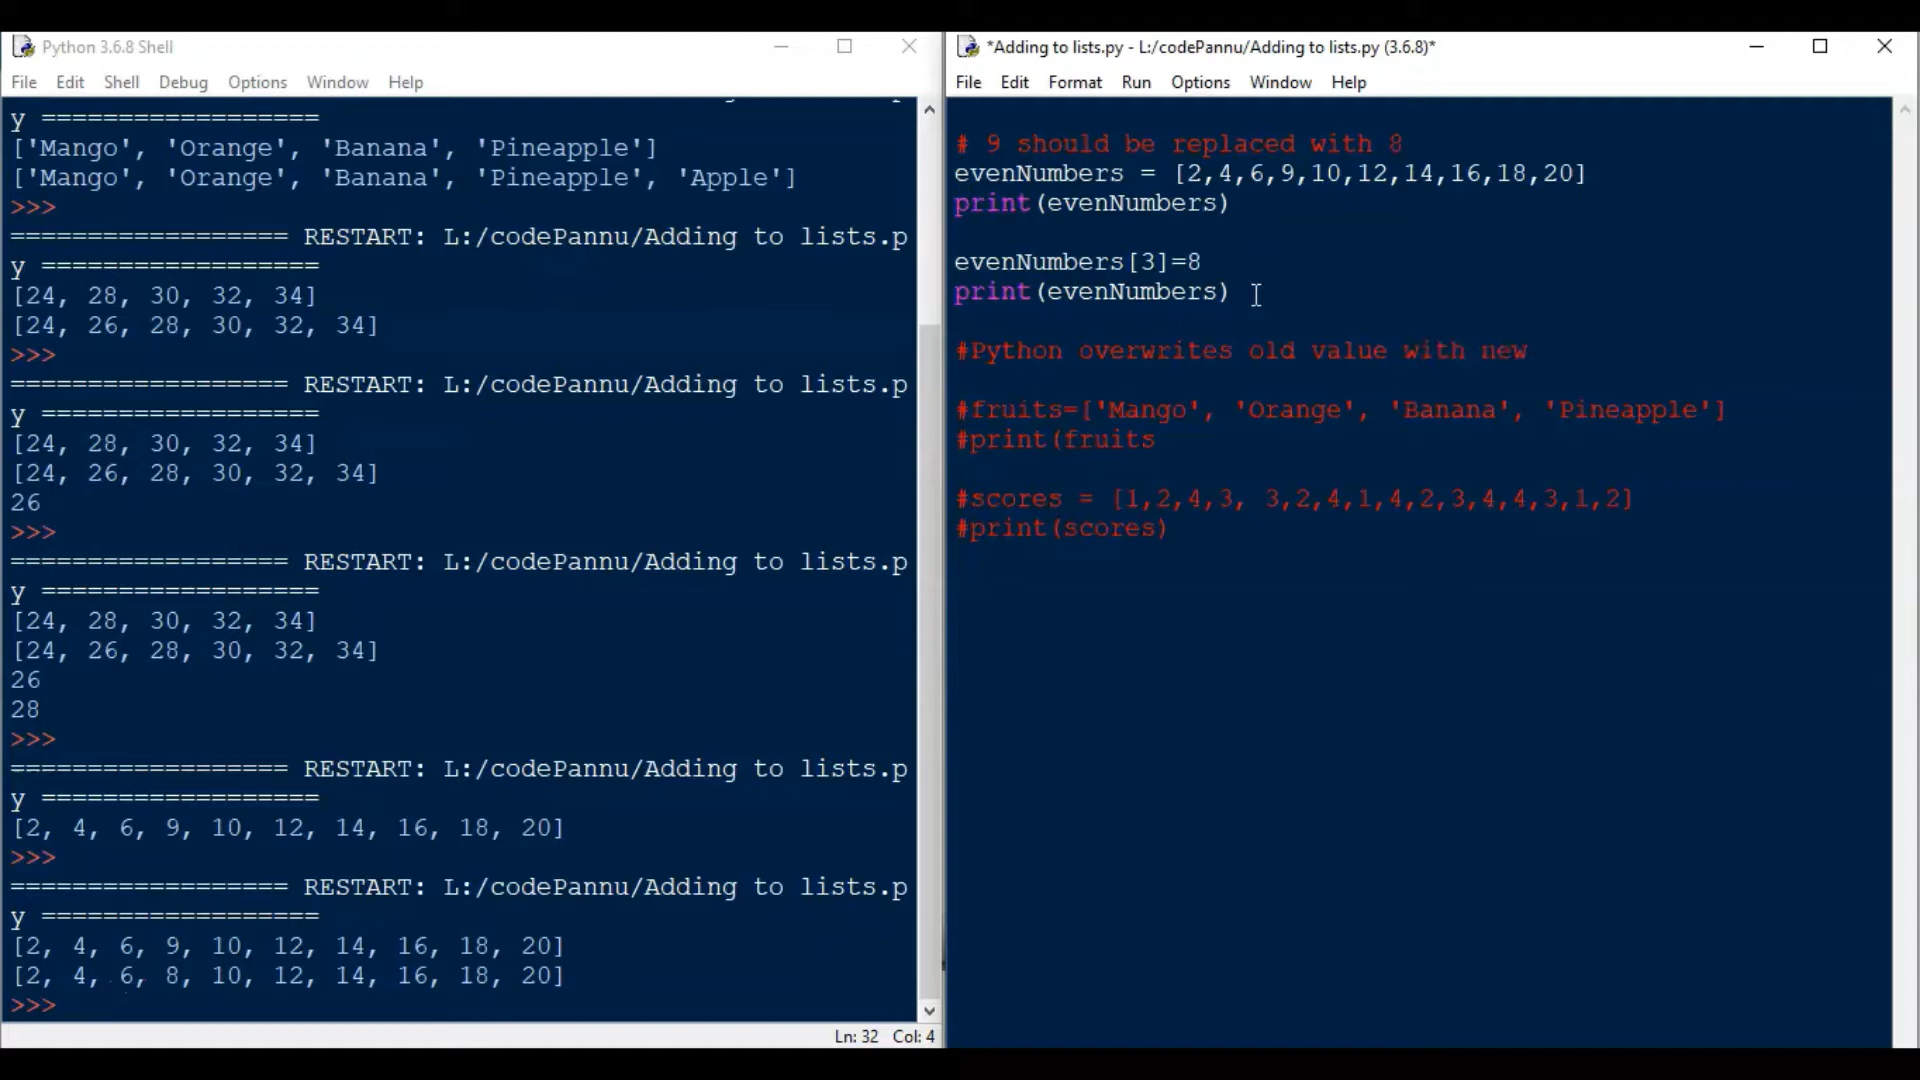 Python 3.6.8 Shell
File Edit Shell Debug Options Window Help
y ==================
['Mango', 'Orange', 'Banana', 'Pineapple']
['Mango', 'Orange', 'Banana', 'Pineapple', 'Apple']
>>>
================== RESTART: L:/codePannu/Adding to lists.p
y ==================
[24, 28, 30, 32, 34]
[24, 26, 28, 30, 32, 34]
>>>
================== RESTART: L:/codePannu/Adding to lists.p
y ==================
[24, 28, 30, 32, 34]
[24, 26, 28, 30, 32, 34]
26
>>>
================== RESTART: L:/codePannu/Adding to lists.p
y ==================
[24, 28, 30, 32, 34]
[24, 26, 28, 30, 32, 34]
26
28
>>>
================== RESTART: L:/codePannu/Adding to lists.p
y ==================
[2, 4, 6, 9, 10, 12, 14, 16, 18, 20]
>>>
================== RESTART: L:/codePannu/Adding to lists.p
y ==================
[2, 4, 6, 9, 10, 12, 14, 16, 18, 20]
[2, 4, 6, 8, 10, 12, 14, 16, 18, 20]
>>>
Ln: 32 Col: 4
*Adding to lists.py - L:/codePannu/Adding to lists.py (3.6.8)*
File Edit Format Run Options Window Help
# 9 should be replaced with 8
evenNumbers = [2,4,6,9,10,12,14,16,18,20]
print(evenNumbers)
evenNumbers[3]=8
print(evenNumbers)
#Python overwrites old value with new
#fruits=['Mango', 'Orange', 'Banana', 'Pineapple']
#print(fruits
#scores = [1,2,4,3, 3,2,4,1,4,2,3,4,4,3,1,2]
#print(scores)